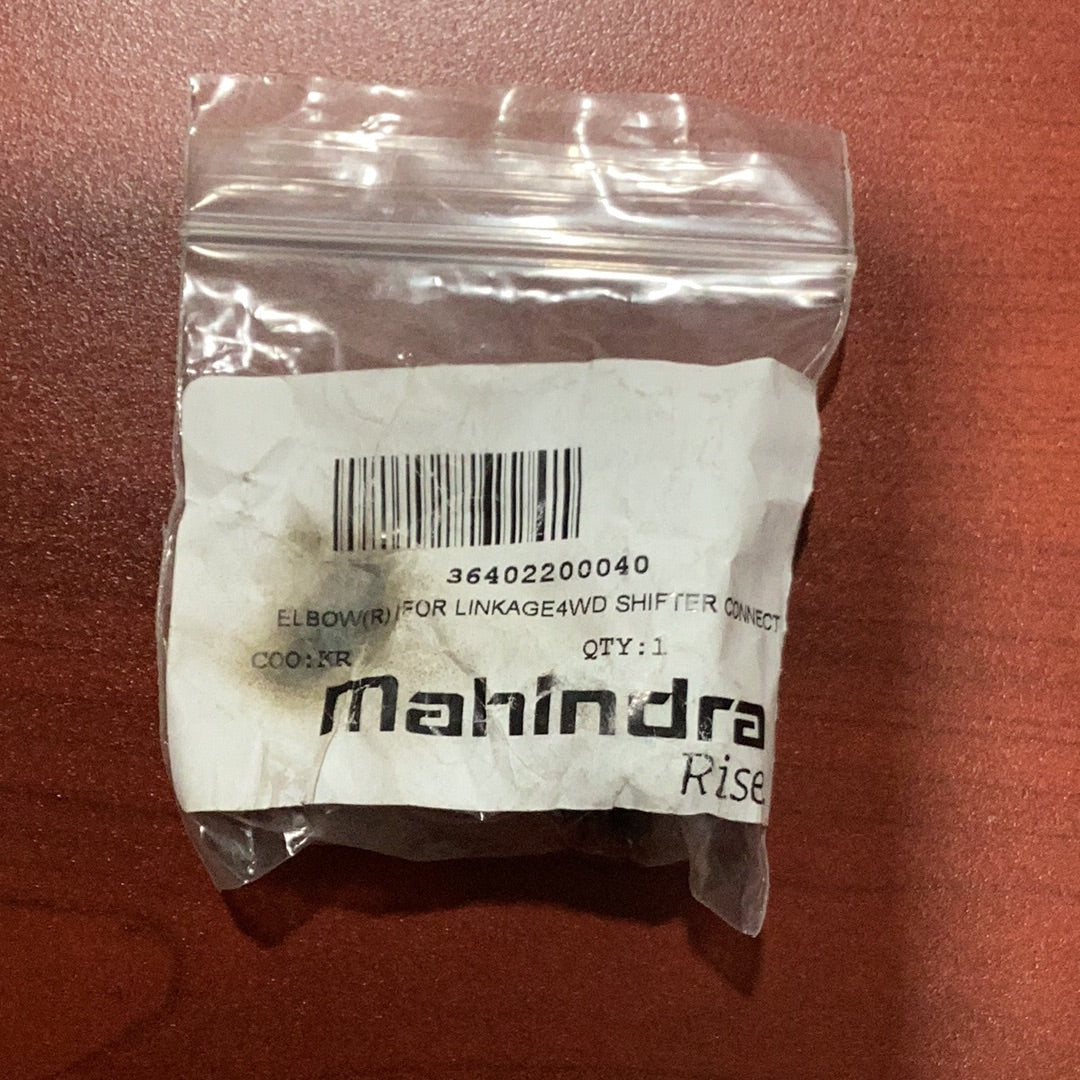 36402200040
ELBOW(R)/FOR LINKAGE4WD SHIFTER CONNECT
COO:KR QTY:1
Mahindra
Rise